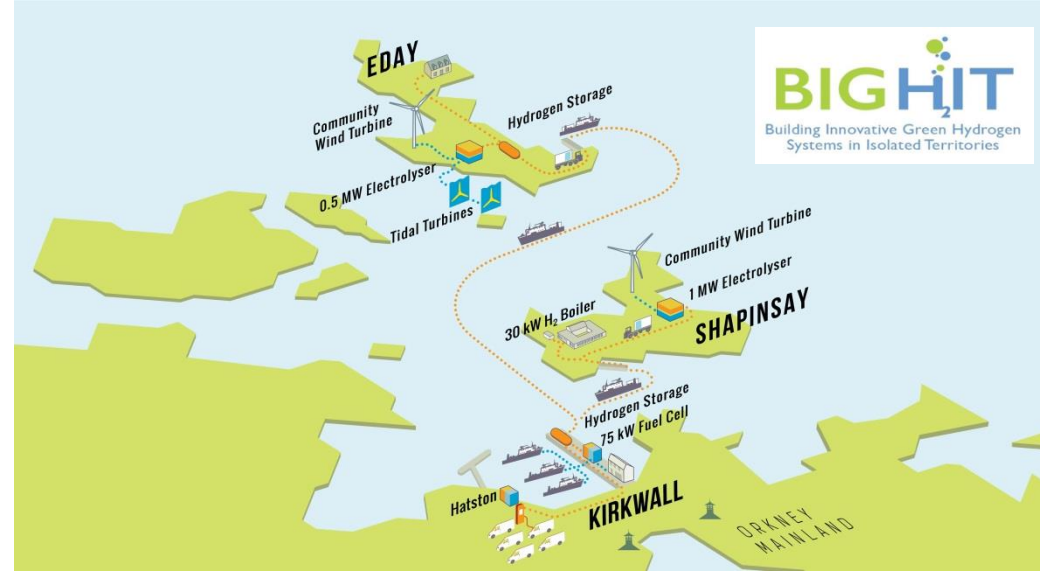 EDAY
Community
Wind Turbine
Hydrogen Storage
0.5 MW Electrolyser
Tidal Turbines
BIGH2IT
Building Innovative Green Hydrogen
Systems in Isolated Territories
Community Wind Turbine
1 MW Electrolyser
30 kW H₂ Boiler
SHAPINSAY
Hydrogen Storage
75 kW Fuel Cell
Hatston
KIRKWALL
ORKNEY
MAINLAND